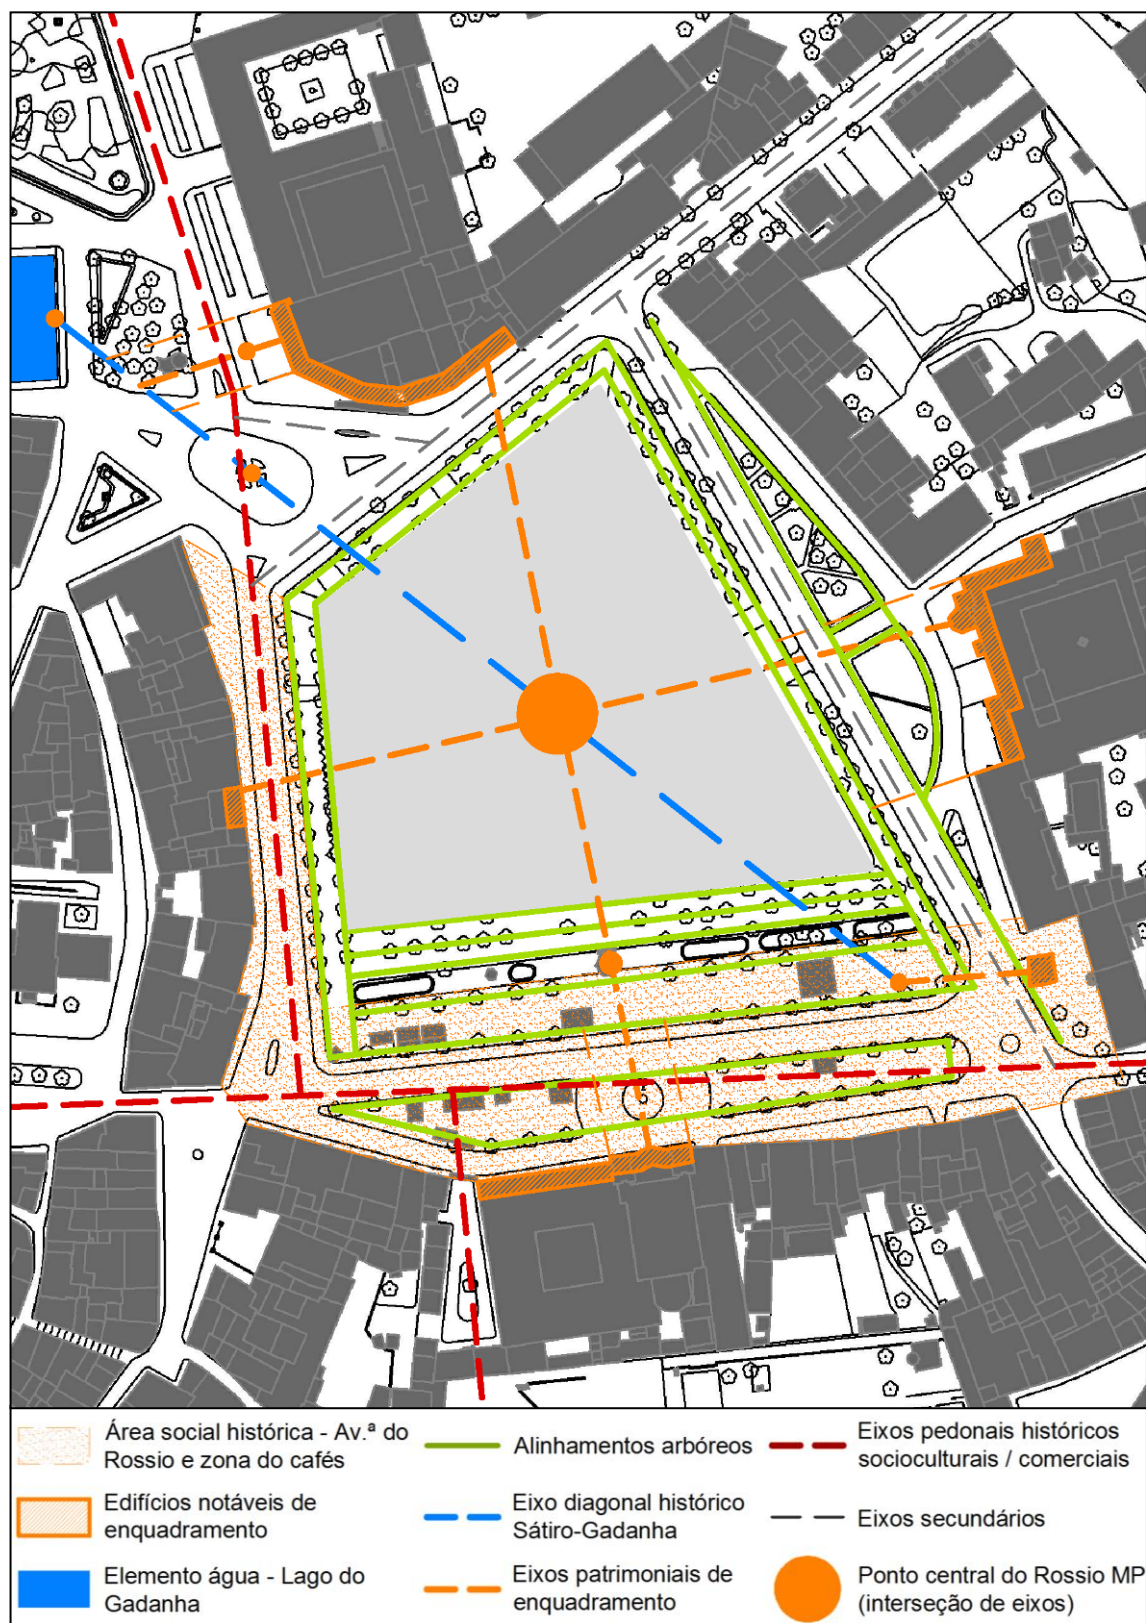 Área social histórica - Av.ª do
Rossio e zona do cafés
Edifícios notáveis de
enquadramento
Elemento água - Lago do
Gadanha
Alinhamentos arbóreos
Eixo diagonal histórico
Sátiro-Gadanha
Eixos patrimoniais de
enquadramento
Eixos pedonais históricos
socioculturais / comerciais
Eixos secundários
Ponto central do Rossio MP
(interseção de eixos)